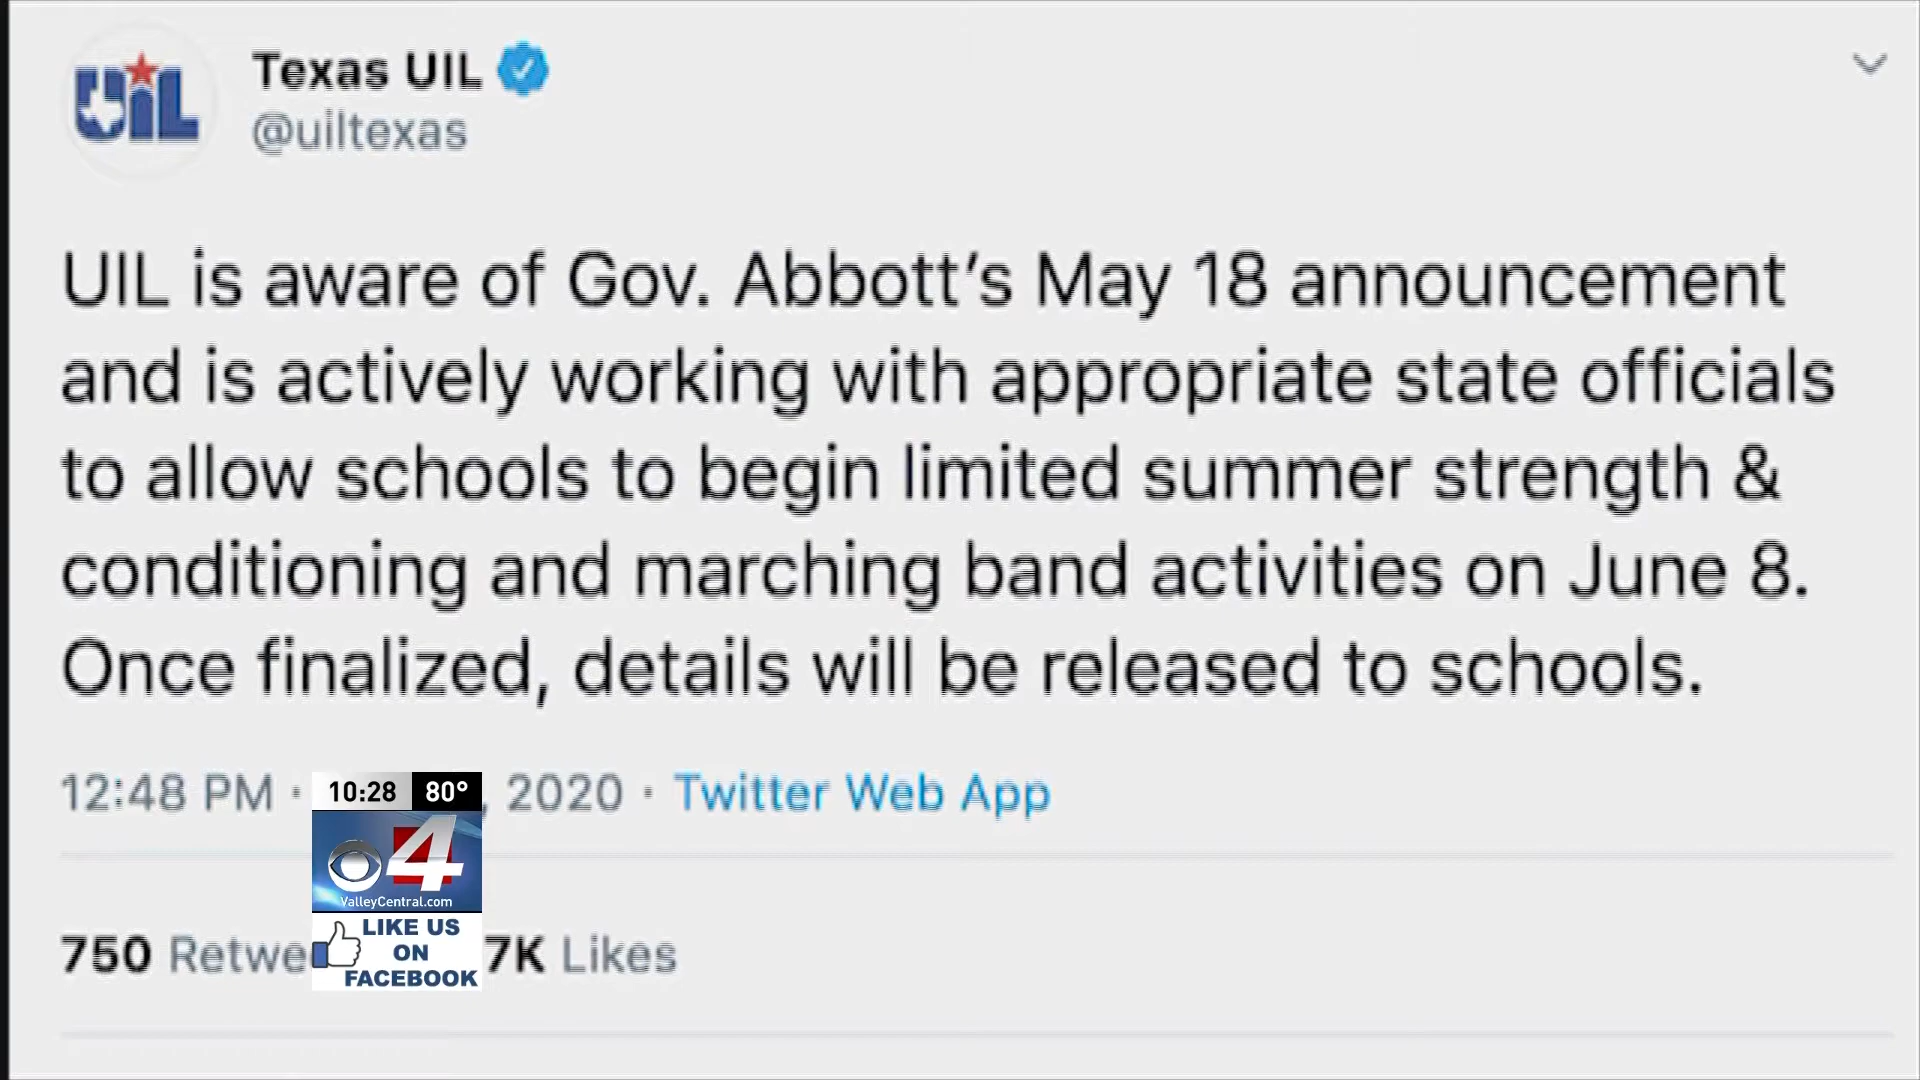 UIL
Texas UIL
@uiltexas
UIL is aware of Gov. Abbott’s May 18 announcement
and is actively working with appropriate state officials
to allow schools to begin limited summer strength &
conditioning and marching band activities on June 8.
Once finalized, details will be released to schools.
12:48 PM · , 2020 · Twitter Web App
10:28 80°
4
ValleyCentral.com
LIKE US
ON
FACEBOOK
750 7K Likes